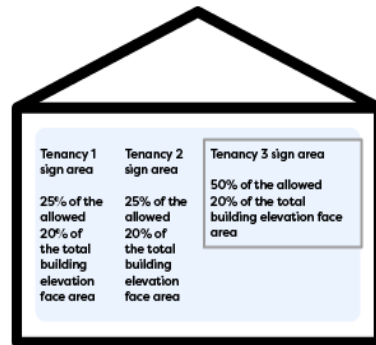 Tenancy 1
sign area
25% of the
allowed
20% of
the total
building
elevation
face area
Tenancy 2
sign area
25% of the
allowed
20% of
the total
building
elevation
face area
Tenancy 3 sign area
50% of the allowed
20% of the total
building elevation face
area